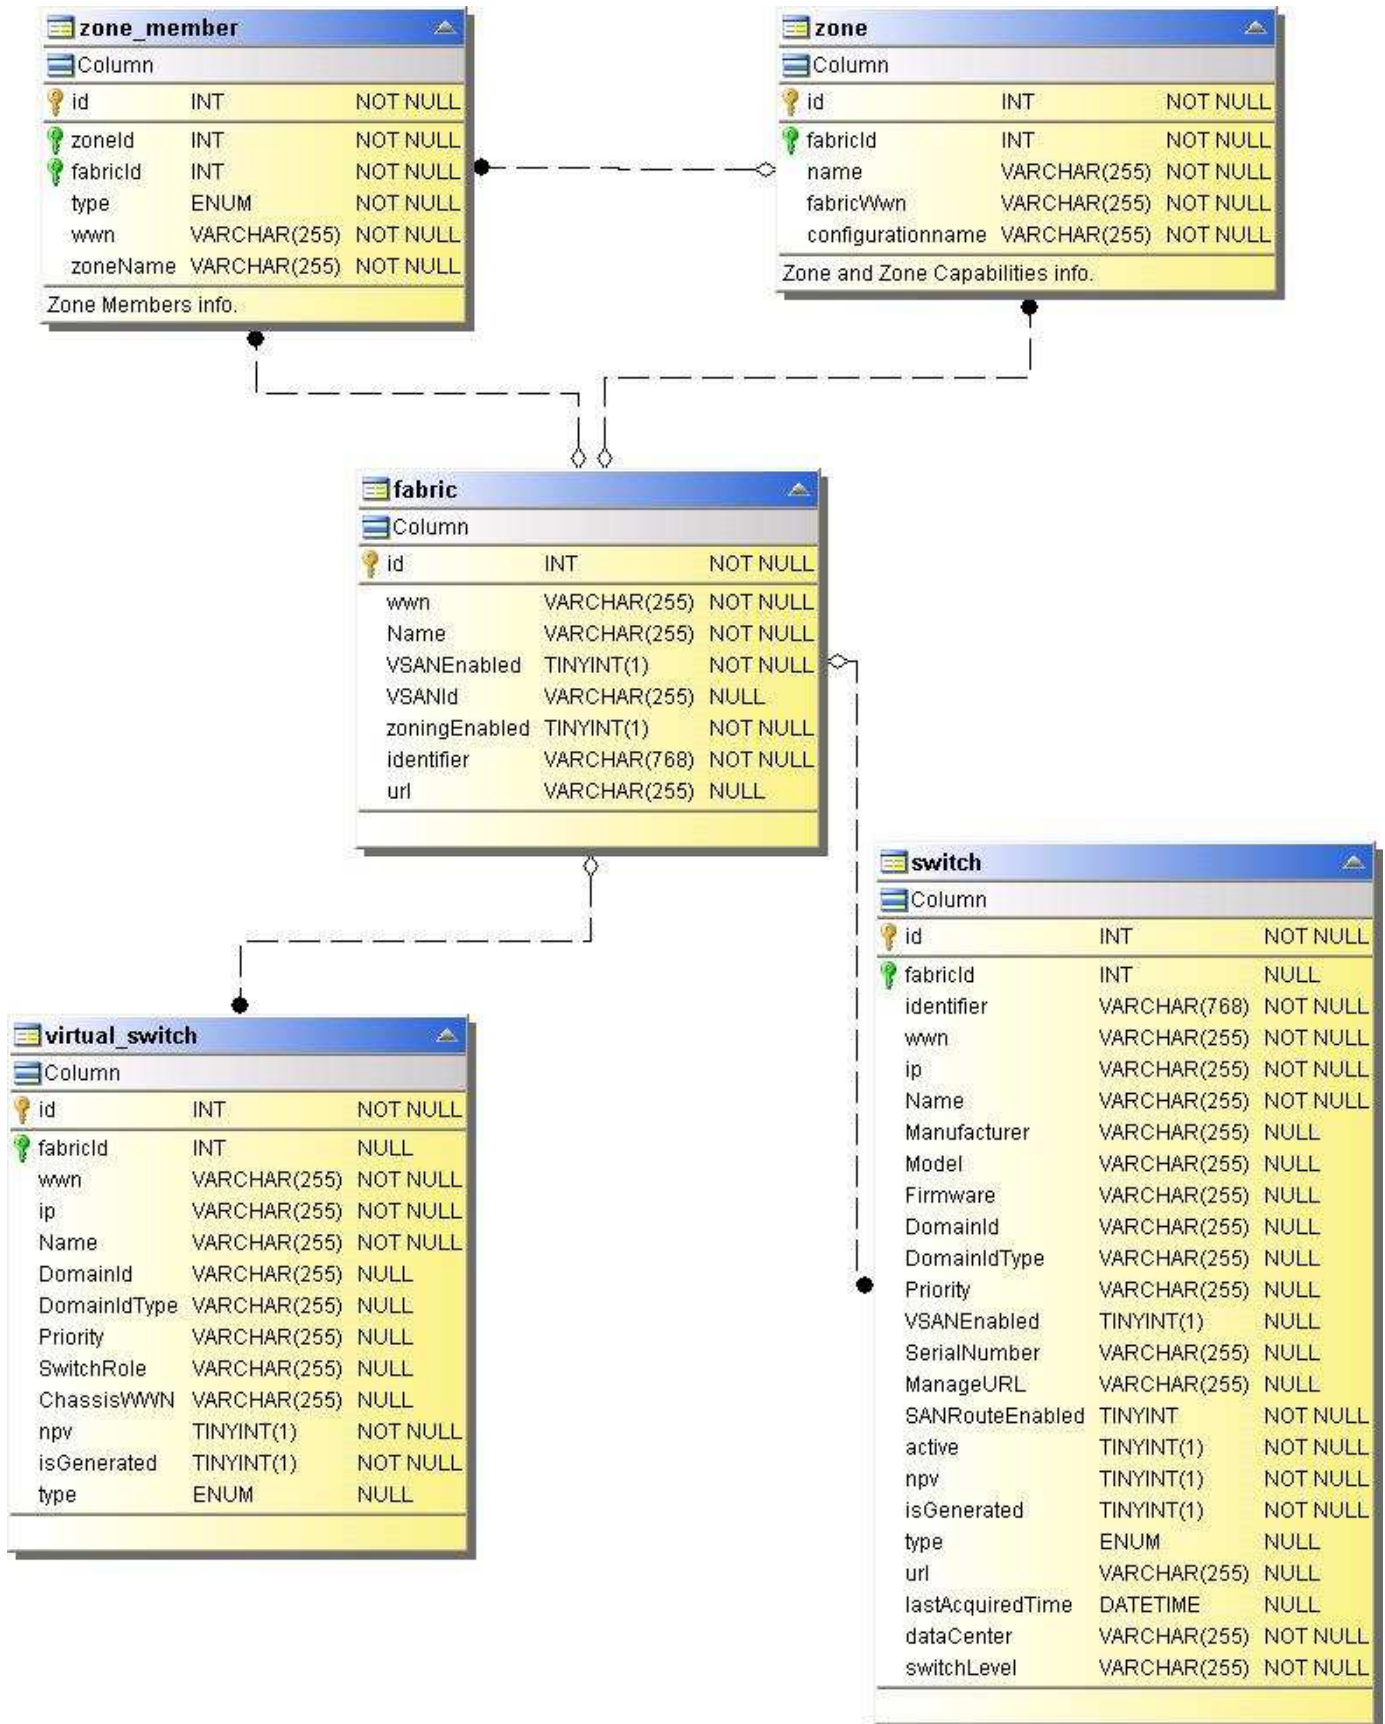 zone_member
Column
id INT NOT NULL
zoneId INT NOT NULL
fabricId INT NOT NULL
type ENUM NOT NULL
wwn VARCHAR(255) NOT NULL
zoneName VARCHAR(255) NOT NULL
Zone Members info.
zone
Column
id INT NOT NULL
fabricId INT NOT NULL
name VARCHAR(255) NOT NULL
fabricWwn VARCHAR(255) NOT NULL
configurationname VARCHAR(255) NOT NULL
Zone and Zone Capabilities info.
fabric
Column
id INT NOT NULL
wwn VARCHAR(255) NOT NULL
Name VARCHAR(255) NOT NULL
VSANEnabled TINYINT(1) NOT NULL
VSANId VARCHAR(255) NULL
zoningEnabled TINYINT(1) NOT NULL
identifier VARCHAR(768) NOT NULL
url VARCHAR(255) NULL
switch
Column
id INT NOT NULL
fabricId INT NULL
identifier VARCHAR(768) NOT NULL
wwn VARCHAR(255) NOT NULL
ip VARCHAR(255) NOT NULL
Name VARCHAR(255) NOT NULL
Manufacturer VARCHAR(255) NULL
Model VARCHAR(255) NULL
Firmware VARCHAR(255) NULL
DomainId VARCHAR(255) NULL
DomainIdType VARCHAR(255) NULL
Priority VARCHAR(255) NULL
VSANEnabled TINYINT(1) NULL
SerialNumber VARCHAR(255) NULL
ManageURL VARCHAR(255) NULL
SANRouteEnabled TINYINT NOT NULL
active TINYINT(1) NOT NULL
npv TINYINT(1) NOT NULL
isGenerated TINYINT(1) NOT NULL
type ENUM NULL
url VARCHAR(255) NULL
lastAcquiredTime DATETIME NULL
dataCenter VARCHAR(255) NOT NULL
switchLevel VARCHAR(255) NOT NULL
virtual_switch
Column
id INT NOT NULL
fabricId INT NULL
wwn VARCHAR(255) NOT NULL
ip VARCHAR(255) NOT NULL
Name VARCHAR(255) NOT NULL
DomainId VARCHAR(255) NULL
DomainIdType VARCHAR(255) NULL
Priority VARCHAR(255) NULL
SwitchRole VARCHAR(255) NULL
ChassisWWN VARCHAR(255) NULL
npv TINYINT(1) NOT NULL
isGenerated TINYINT(1) NOT NULL
type ENUM NULL